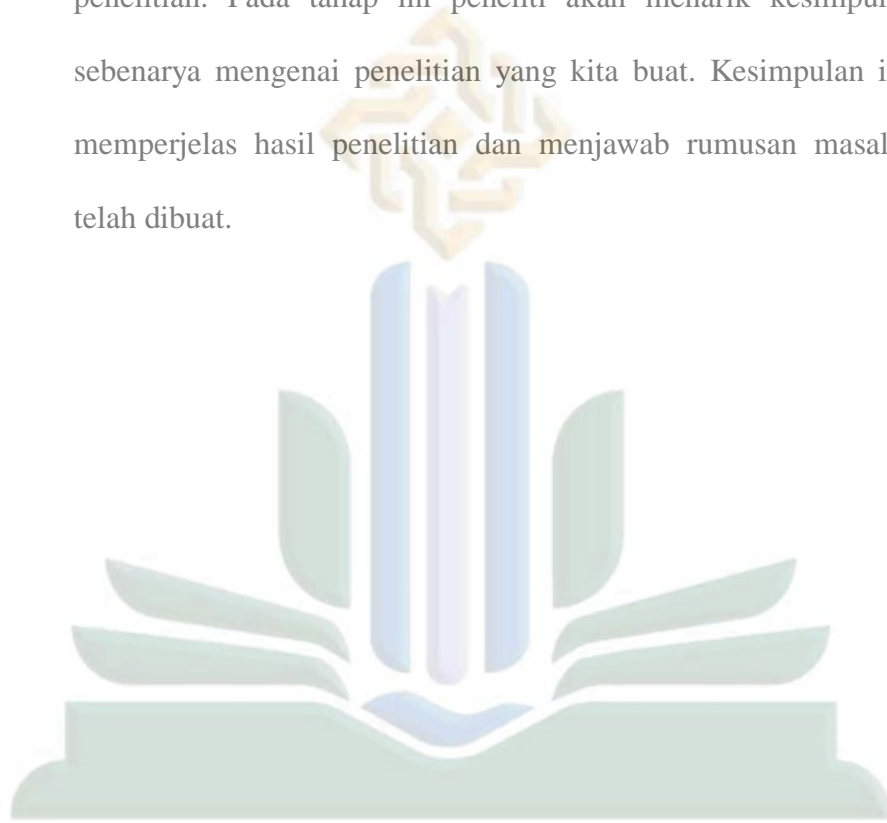 penelitian. Pada tahap ini peneliti akan menarik kesimpul
sebenarya mengenai penelitian yang kita buat. Kesimpulan i
memperjelas hasil penelitian dan menjawab rumusan masal
telah dibuat.